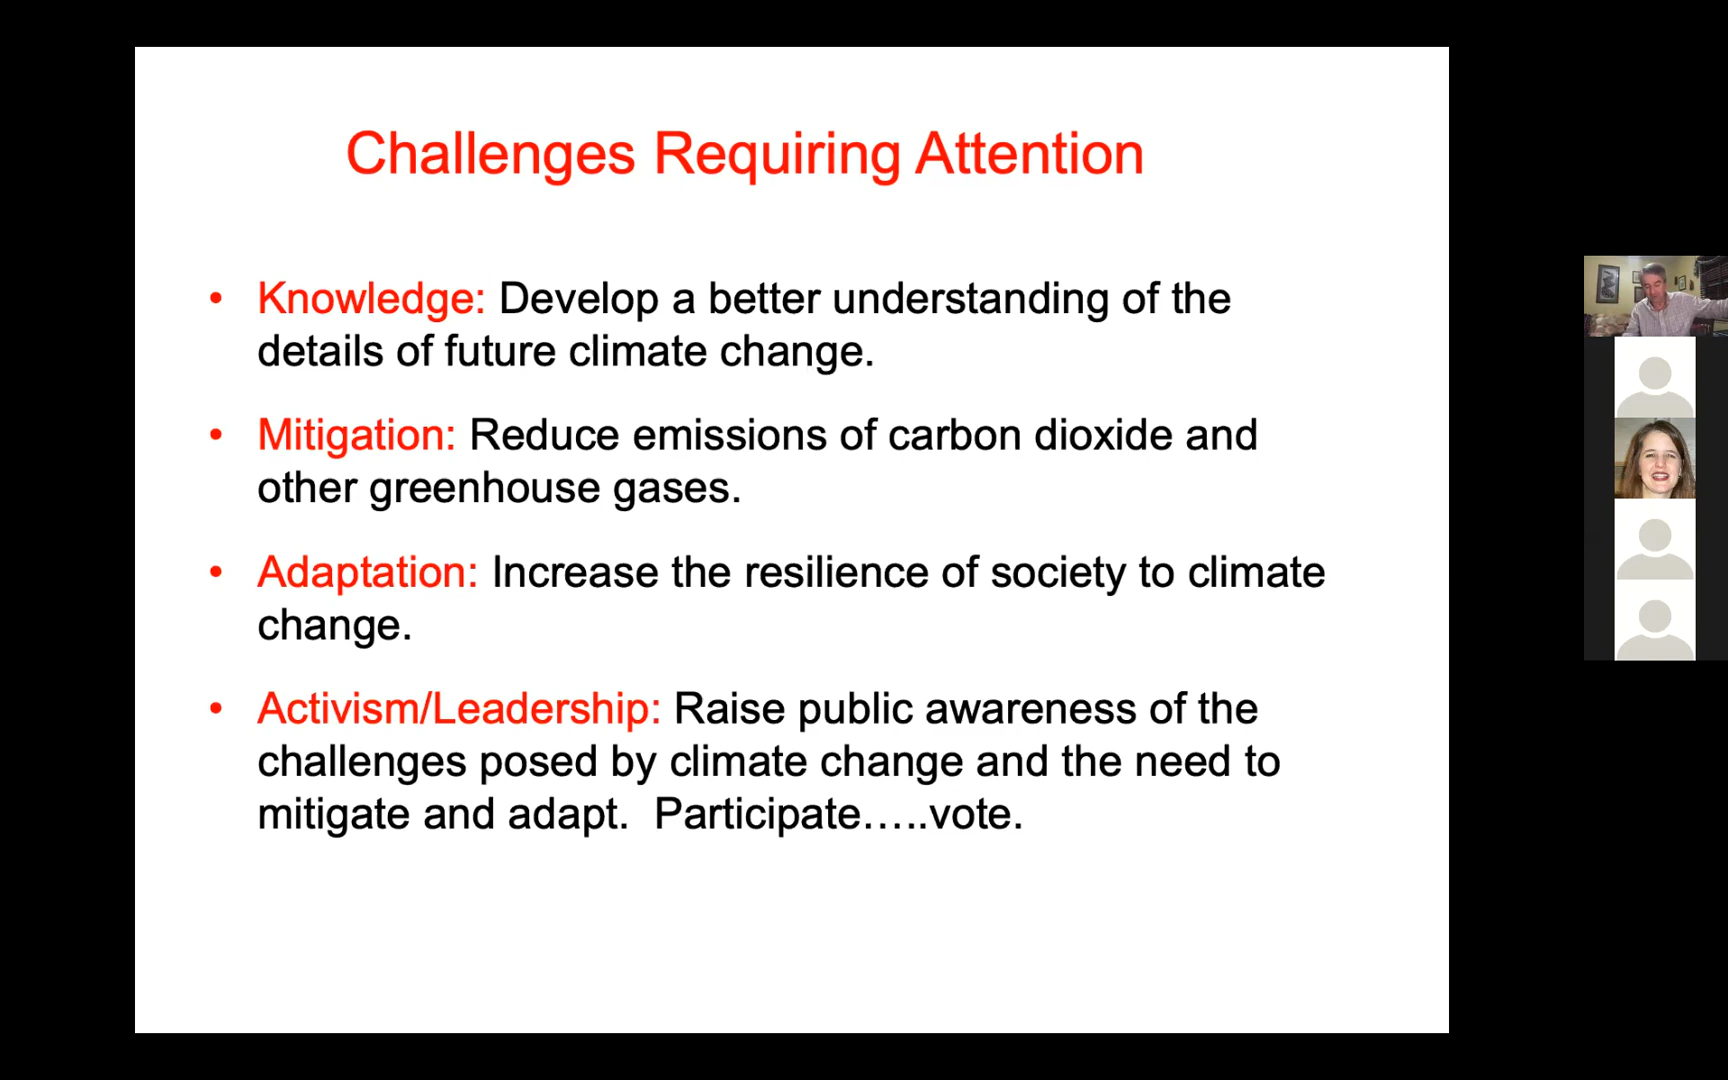 Challenges Requiring Attention
• Knowledge: Develop a better understanding of the
details of future climate change.
• Mitigation: Reduce emissions of carbon dioxide and
other greenhouse gases.
• Adaptation: Increase the resilience of society to climate
change.
• Activism/Leadership: Raise public awareness of the
challenges posed by climate change and the need to
mitigate and adapt.  Participate…..vote.